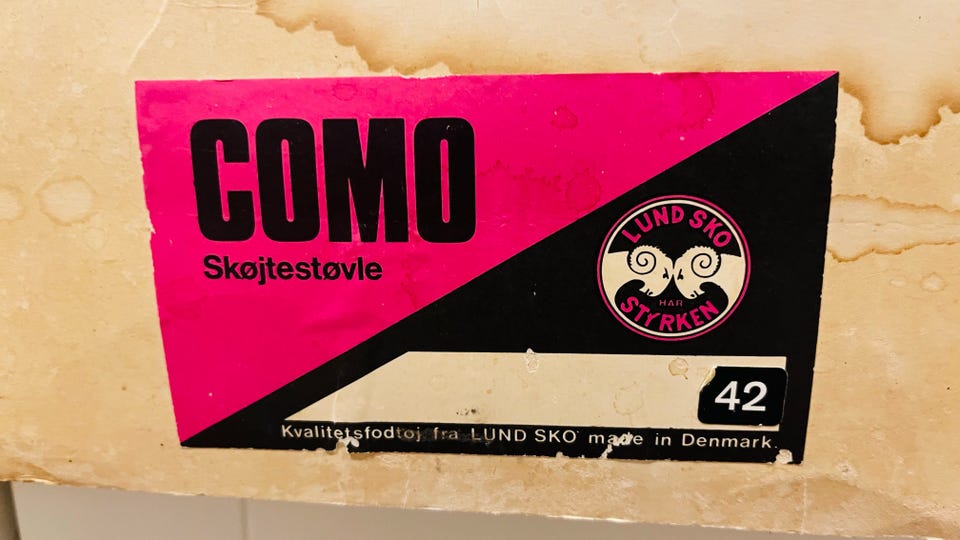 COMO
Skøjtestøvle
LUND SKO
HAR
STYRKEN
42
Kvalitetsfodtøj fra LUND SKO made in Denmark.